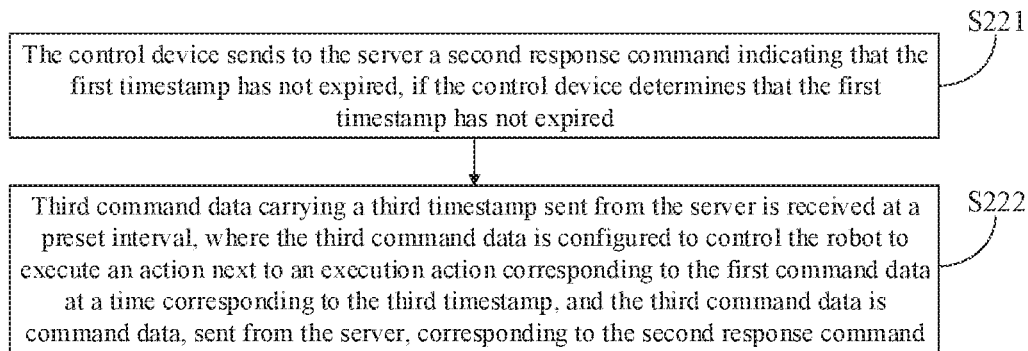 S221
The control device sends to the server a second response command indicating that the
first timestamp has not expired, if the control device determines that the first
timestamp has not expired
S222
Third command data carrying a third timestamp sent from the server is received at a
preset interval, where the third command data is configured to control the robot to
execute an action next to an execution action corresponding to the first command data
at a time corresponding to the third timestamp, and the third command data is
command data, sent from the server, corresponding to the second response command